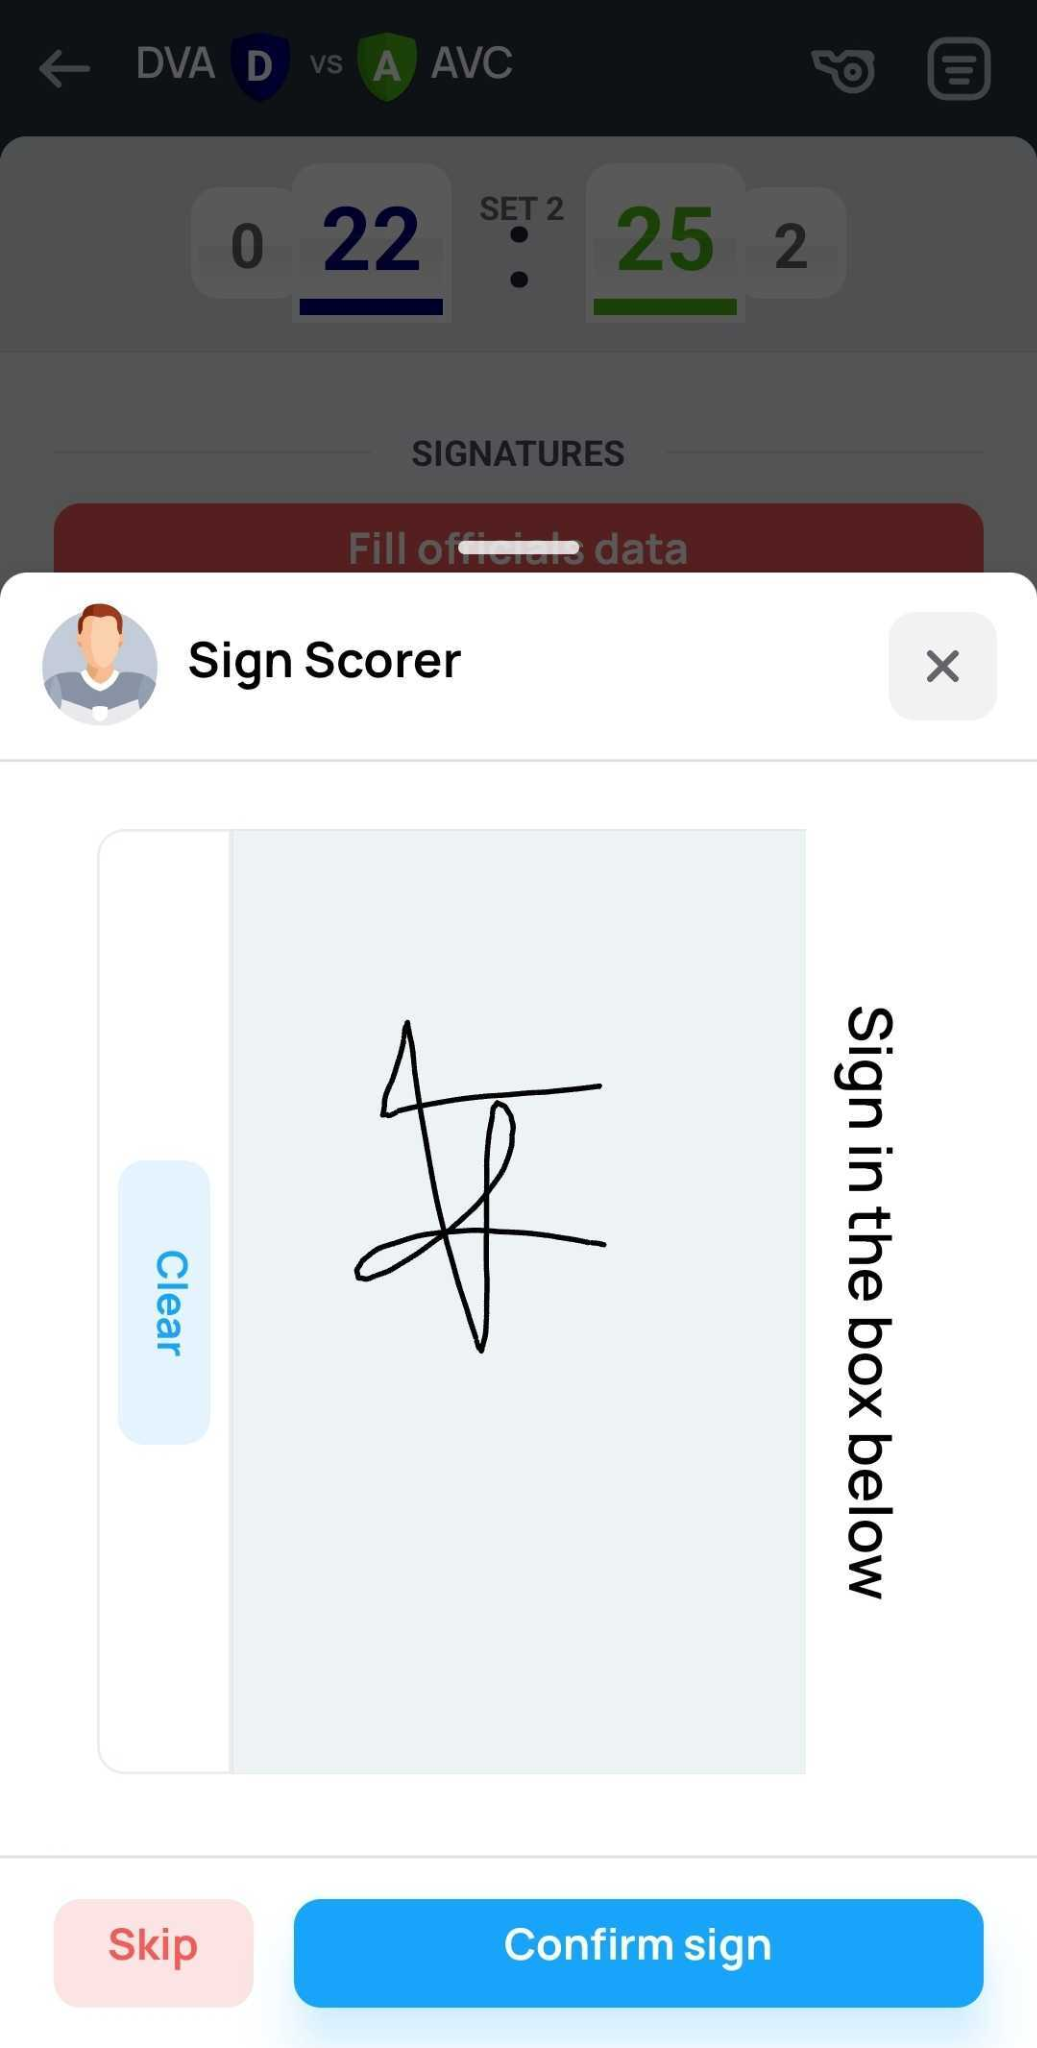 DVA D vs A AVC
SET 2
0 22 : 25 2
SIGNATURES
Fill officials data
Sign Scorer
Sign in the box below
Clear
Skip
Confirm sign